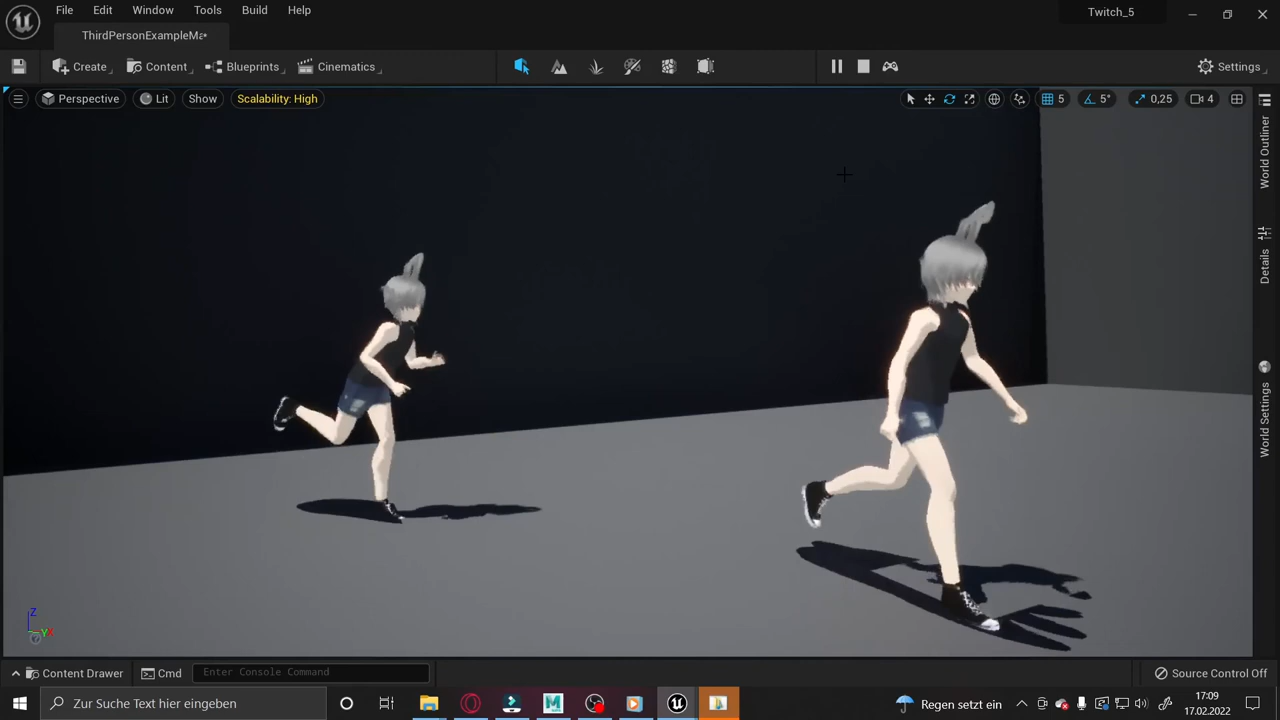 File Edit Window Tools Build Help Twitch_5
ThirdPersonExampleMa•
Create Content Blueprints Cinematics Settings
Perspective Lit Show Scalability: High 5 5° 0,25 4
World Outliner
Details
World Settings
Z
YX
Content Drawer Cmd Enter Console Command Source Control Off
Zur Suche Text hier eingeben Regen setzt ein 17:09
17.02.2022